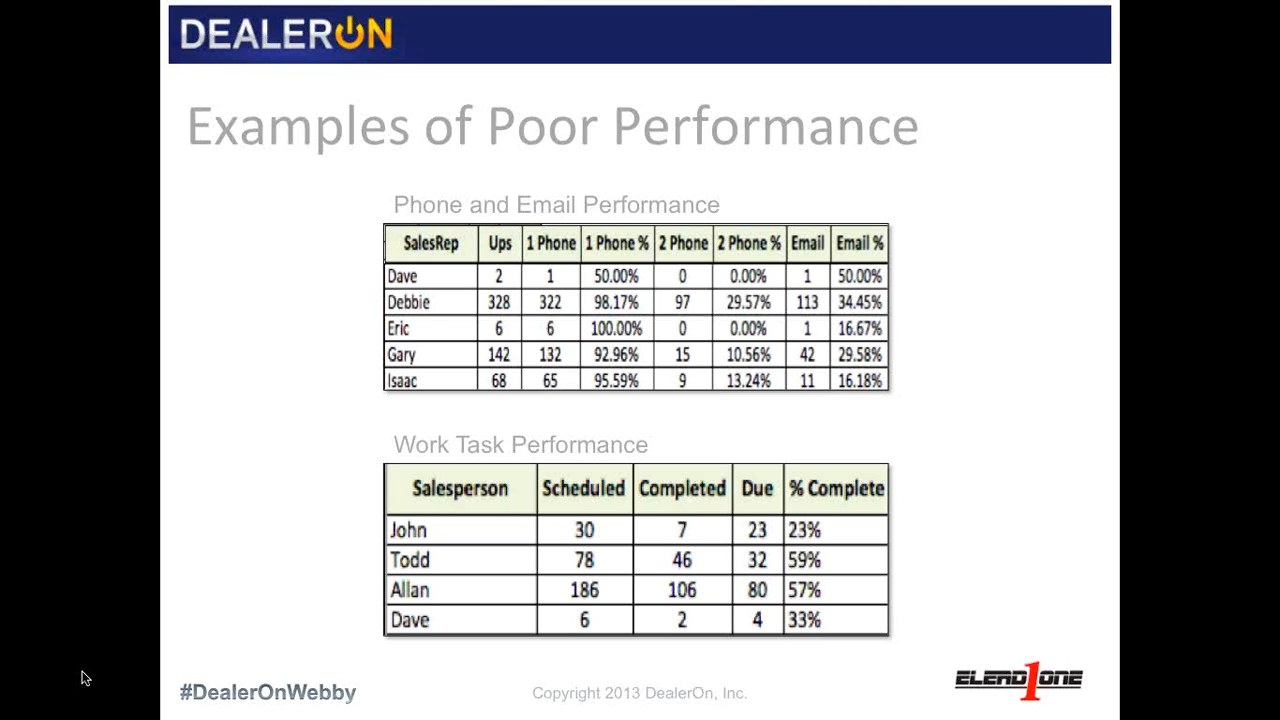 DEALERON
Examples of Poor Performance
Phone and Email Performance
SalesRep Ups 1 Phone 1 Phone % 2 Phone 2 Phone % Email Email %
Dave 2 1 50.00% 0 0.00% 1 50.00%
Debbie 328 322 98.17% 97 29.57% 113 34.45%
Eric 6 6 100.00% 0 0.00% 1 16.67%
Gary 142 132 92.96% 15 10.56% 42 29.58%
Isaac 68 65 95.59% 9 13.24% 11 16.18%
Work Task Performance
Salesperson Scheduled Completed Due % Complete
John 30 7 23 23%
Todd 78 46 32 59%
Allan 186 106 80 57%
Dave 6 2 4 33%
#DealerOnWebby Copyright 2013 DealerOn, Inc. ELEAD1ONE